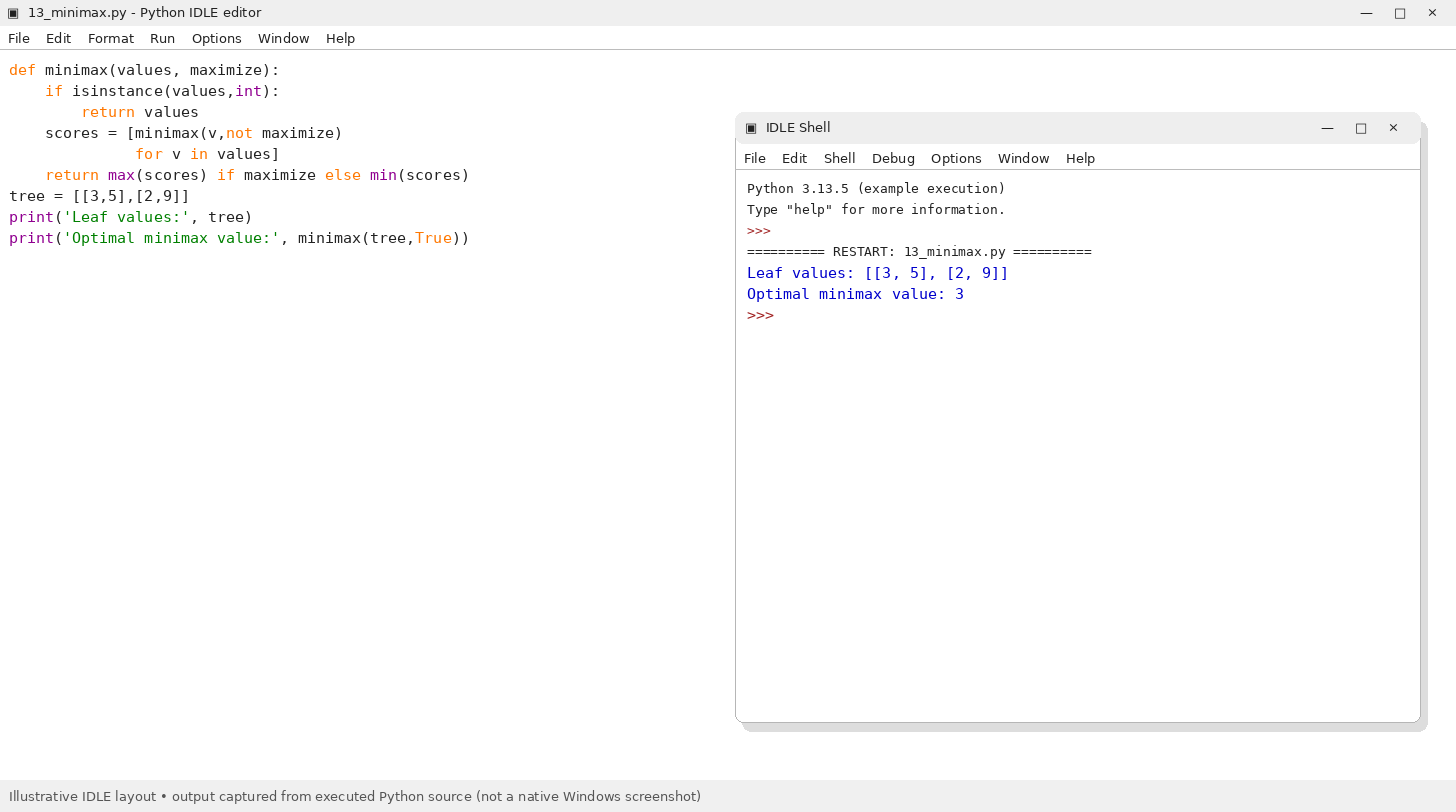 ▣ 13_minimax.py - Python IDLE editor — □ ×
File Edit Format Run Options Window Help
def minimax(values, maximize):
    if isinstance(values,int):
        return values
    scores = [minimax(v,not maximize)
              for v in values]
    return max(scores) if maximize else min(scores)
tree = [[3,5],[2,9]]
print('Leaf values:', tree)
print('Optimal minimax value:', minimax(tree,True))
▣ IDLE Shell — □ ×
File Edit Shell Debug Options Window Help
Python 3.13.5 (example execution)
Type "help" for more information.
>>>
========== RESTART: 13_minimax.py ==========
Leaf values: [[3, 5], [2, 9]]
Optimal minimax value: 3
>>>
Illustrative IDLE layout • output captured from executed Python source (not a native Windows screenshot)